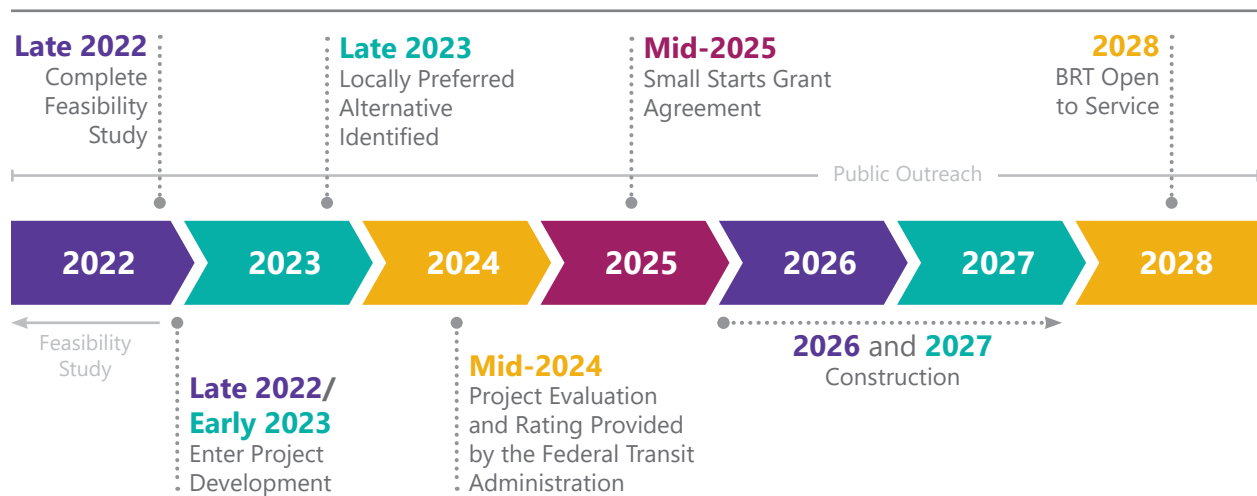 Late 2022
Complete
Feasibility
Study
Late 2023
Locally Preferred
Alternative
Identified
Mid-2025
Small Starts Grant
Agreement
2028
BRT Open
to Service
Public Outreach
2022
2023
2024
2025
2026
2027
2028
Feasibility
Study
Late 2022/
Early 2023
Enter Project
Development
Mid-2024
Project Evaluation
and Rating Provided
by the Federal Transit
Administration
2026 and 2027
Construction